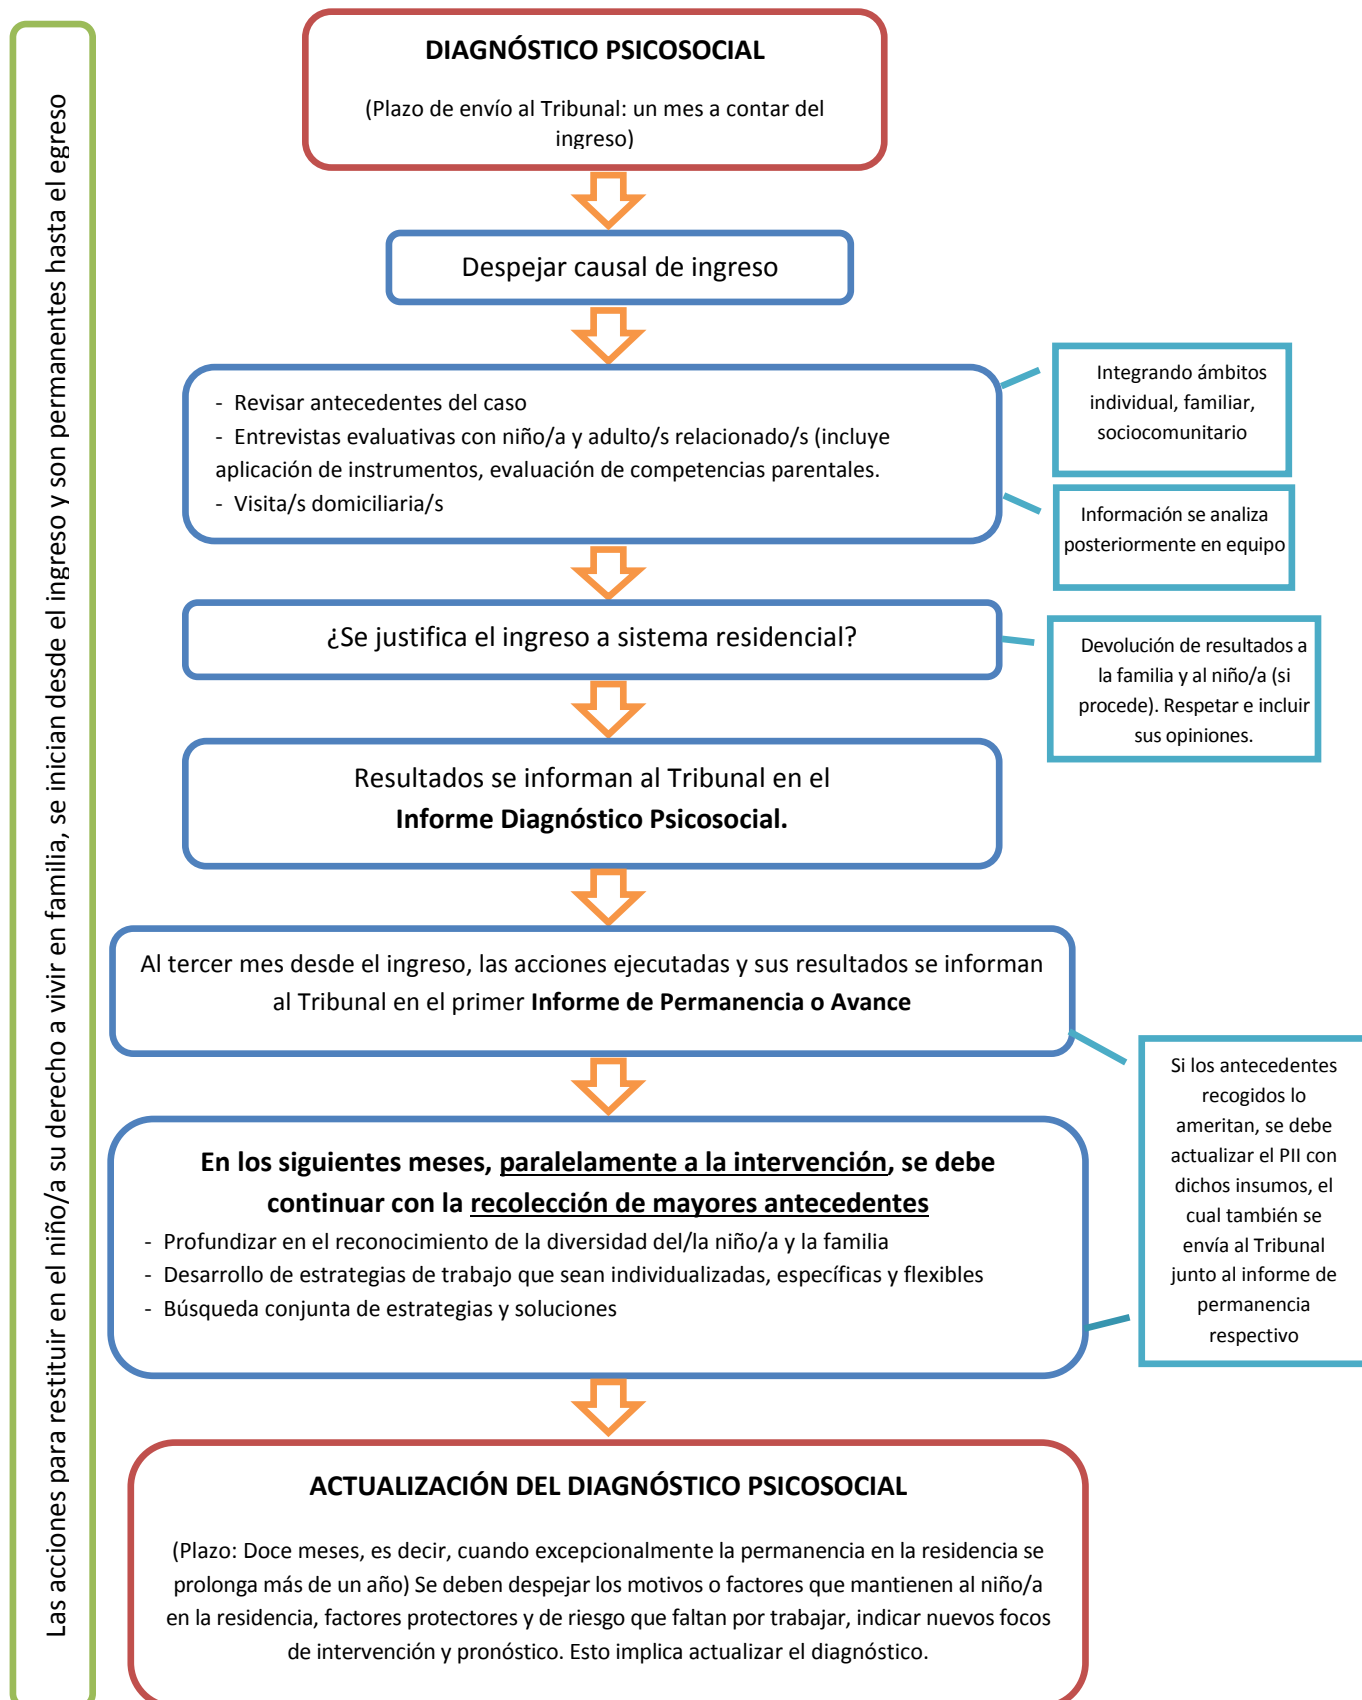 Las acciones para restituir en el niño/a su derecho a vivir en familia, se inician desde el ingreso y son permanentes hasta el egreso
DIAGNÓSTICO PSICOSOCIAL
(Plazo de envío al Tribunal: un mes a contar del
ingreso)
Despejar causal de ingreso
- Revisar antecedentes del caso
- Entrevistas evaluativas con niño/a y adulto/s relacionado/s (incluye
aplicación de instrumentos, evaluación de competencias parentales.
- Visita/s domiciliaria/s
Integrando ámbitos
individual, familiar,
sociocomunitario
Información se analiza
posteriormente en equipo
¿Se justifica el ingreso a sistema residencial?
Devolución de resultados a
la familia y al niño/a (si
procede). Respetar e incluir
sus opiniones.
Resultados se informan al Tribunal en el
Informe Diagnóstico Psicosocial.
Al tercer mes desde el ingreso, las acciones ejecutadas y sus resultados se informan
al Tribunal en el primer Informe de Permanencia o Avance
Si los antecedentes
recogidos lo
ameritan, se debe
actualizar el PII con
dichos insumos, el
cual también se
envía al Tribunal
junto al informe de
permanencia
respectivo
En los siguientes meses, paralelamente a la intervención, se debe
continuar con la recolección de mayores antecedentes
- Profundizar en el reconocimiento de la diversidad del/la niño/a y la familia
- Desarrollo de estrategias de trabajo que sean individualizadas, específicas y flexibles
- Búsqueda conjunta de estrategias y soluciones
ACTUALIZACIÓN DEL DIAGNÓSTICO PSICOSOCIAL
(Plazo: Doce meses, es decir, cuando excepcionalmente la permanencia en la residencia se
prolonga más de un año) Se deben despejar los motivos o factores que mantienen al niño/a
en la residencia, factores protectores y de riesgo que faltan por trabajar, indicar nuevos focos
de intervención y pronóstico. Esto implica actualizar el diagnóstico.